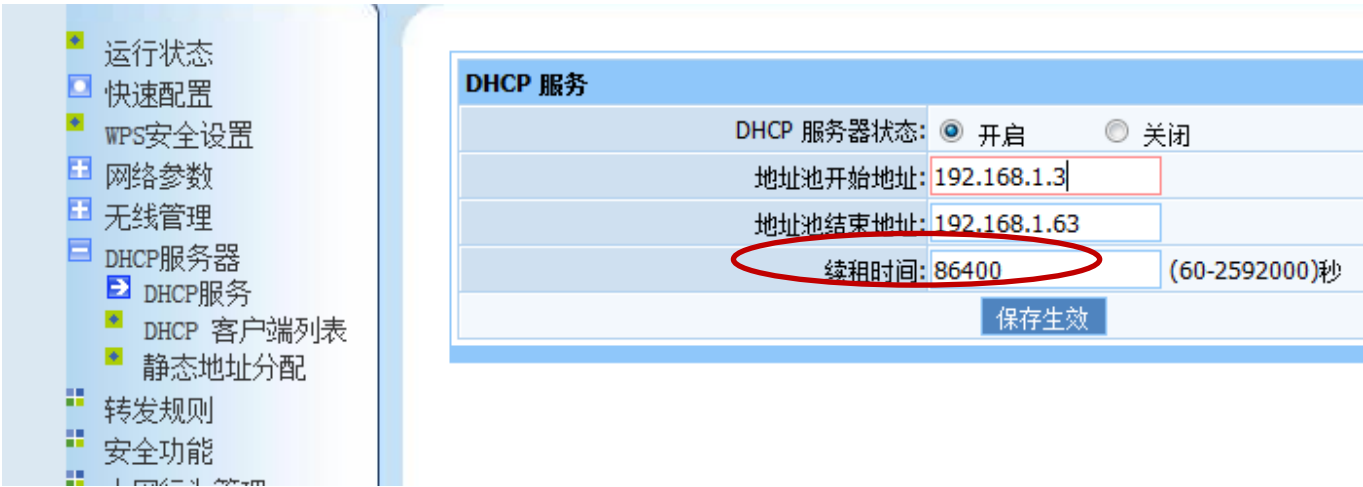 运行状态
快速配置
WPS安全设置
网络参数
无线管理
DHCP服务器
DHCP服务
DHCP 客户端列表
静态地址分配
转发规则
安全功能
DHCP 服务
DHCP 服务器状态: 开启 关闭
地址池开始地址: 192.168.1.3
地址池结束地址: 192.168.1.63
续租时间: 86400 (60-2592000)秒
保存生效